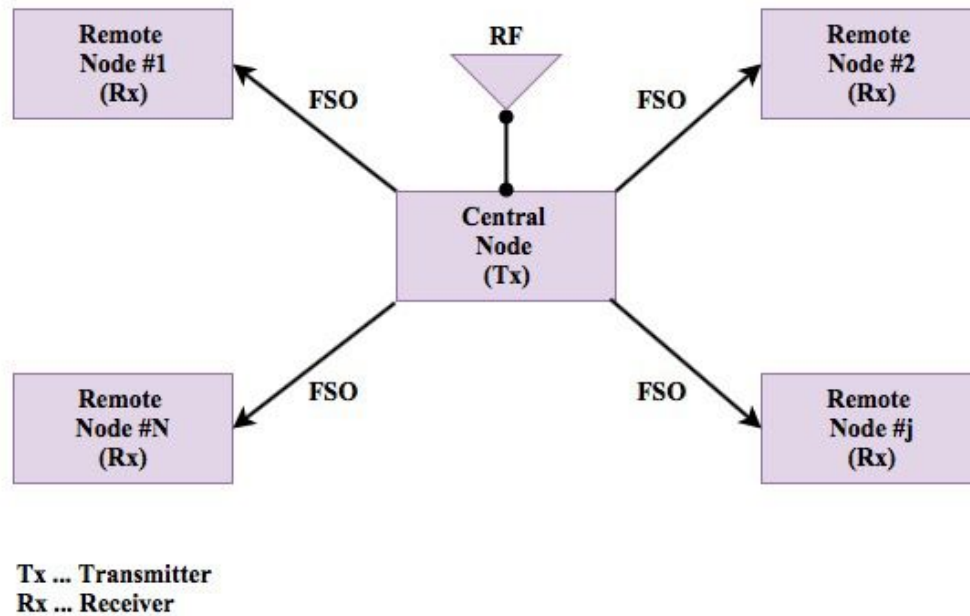 Remote
Node #1
(Rx)
FSO
RF
FSO
Remote
Node #2
(Rx)
Central
Node
(Tx)
Remote
Node #N
(Rx)
FSO
FSO
Remote
Node #j
(Rx)
Tx ... Transmitter
Rx ... Receiver